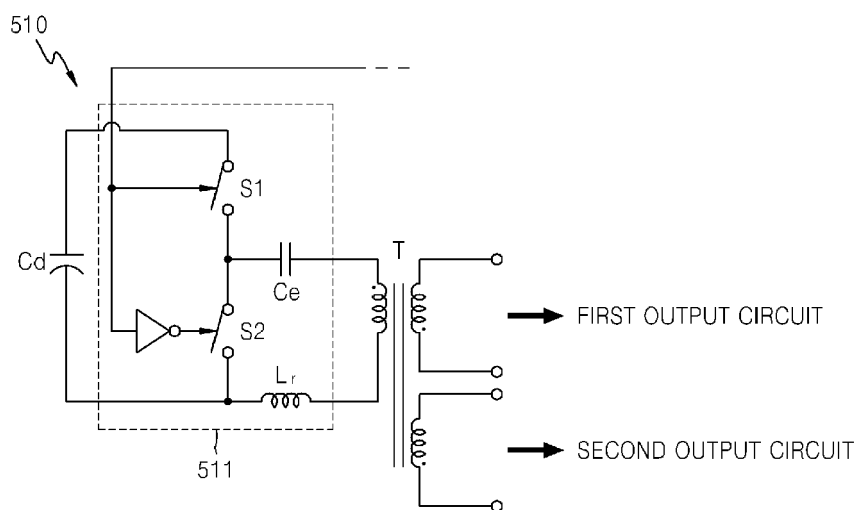 510
S1
Cd
Ce
T
S2
Lr
511
FIRST OUTPUT CIRCUIT
SECOND OUTPUT CIRCUIT